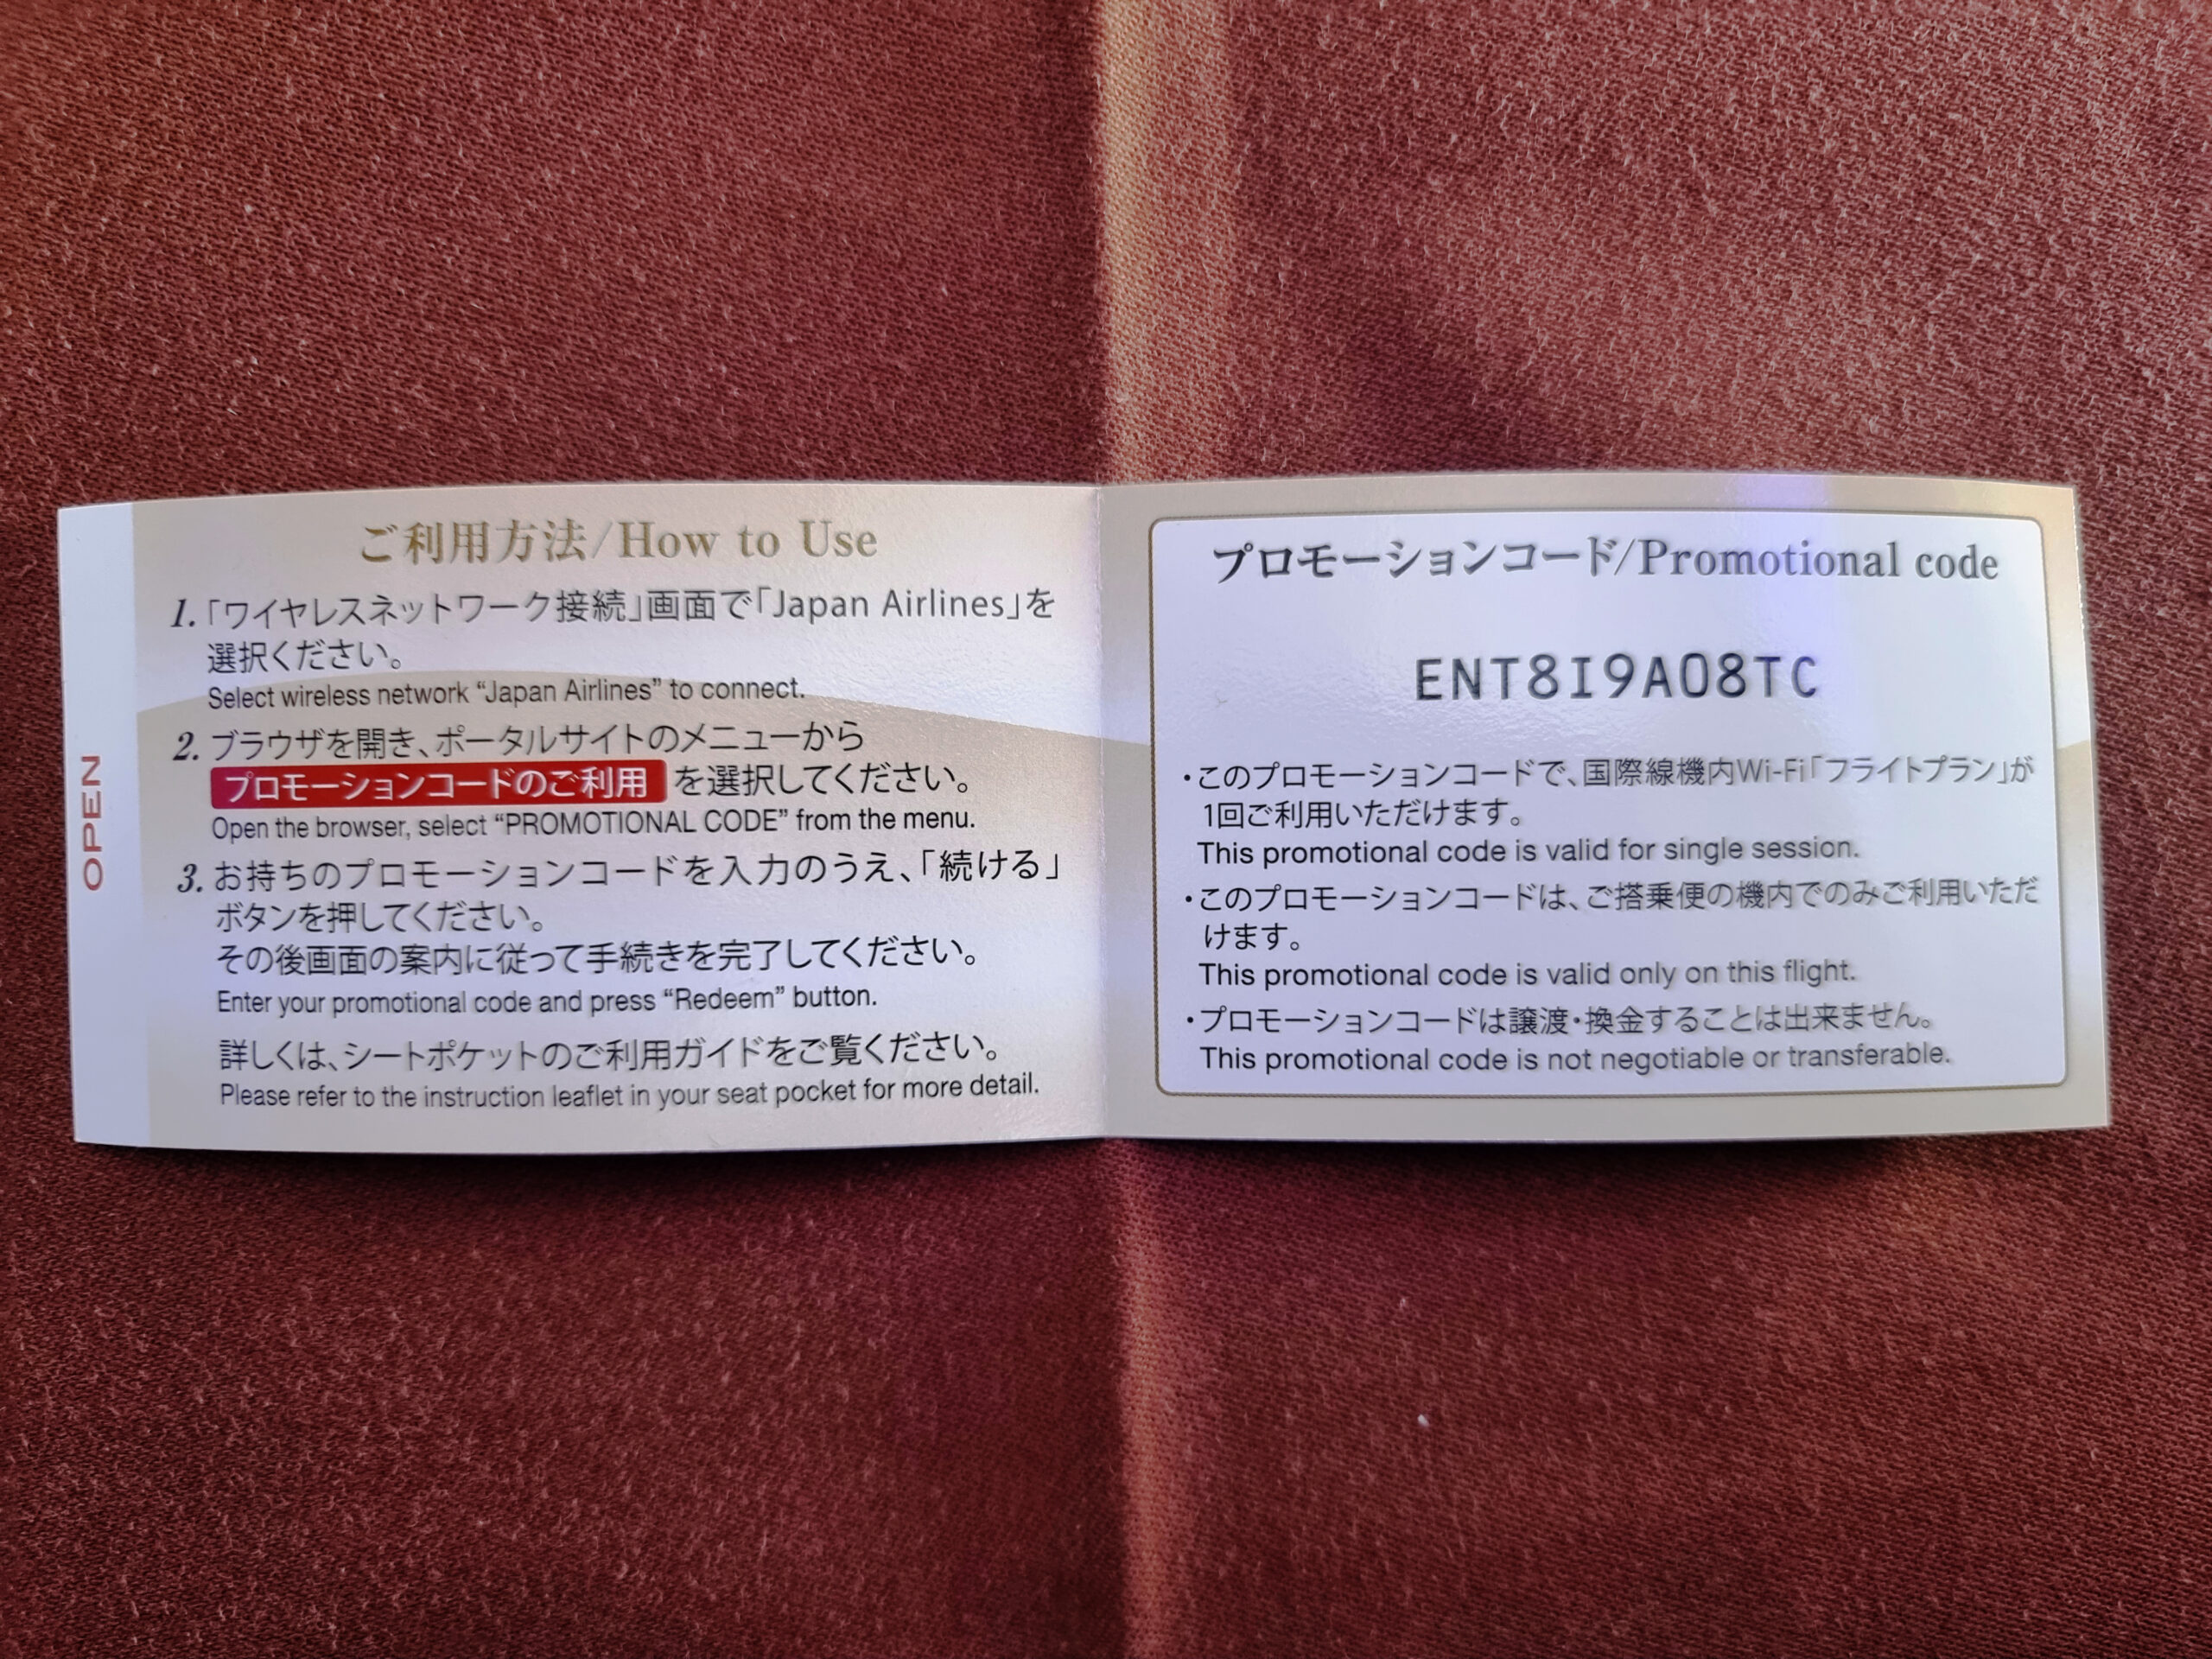 OPEN
ご利用方法/How to Use
1.「ワイヤレスネットワーク接続」画面で「Japan Airlines」を
選択ください。
Select wireless network “Japan Airlines” to connect.
2. ブラウザを開き、ポータルサイトのメニューから
プロモーションコードのご利用 を選択してください。
Open the browser, select “PROMOTIONAL CODE” from the menu.
3. お持ちのプロモーションコードを入力のうえ、「続ける」
ボタンを押してください。
その後画面の案内に従って手続きを完了してください。
Enter your promotional code and press “Redeem” button.
詳しくは、シートポケットのご利用ガイドをご覧ください。
Please refer to the instruction leaflet in your seat pocket for more detail.
プロモーションコード/Promotional code
ENT8I9AO8TC
・このプロモーションコードで、国際線機内Wi-Fi「フライトプラン」が
1回ご利用いただけます。
This promotional code is valid for single session.
・このプロモーションコードは、ご搭乗便の機内でのみご利用いただ
けます。
This promotional code is valid only on this flight.
・プロモーションコードは譲渡・換金することは出来ません。
This promotional code is not negotiable or transferable.